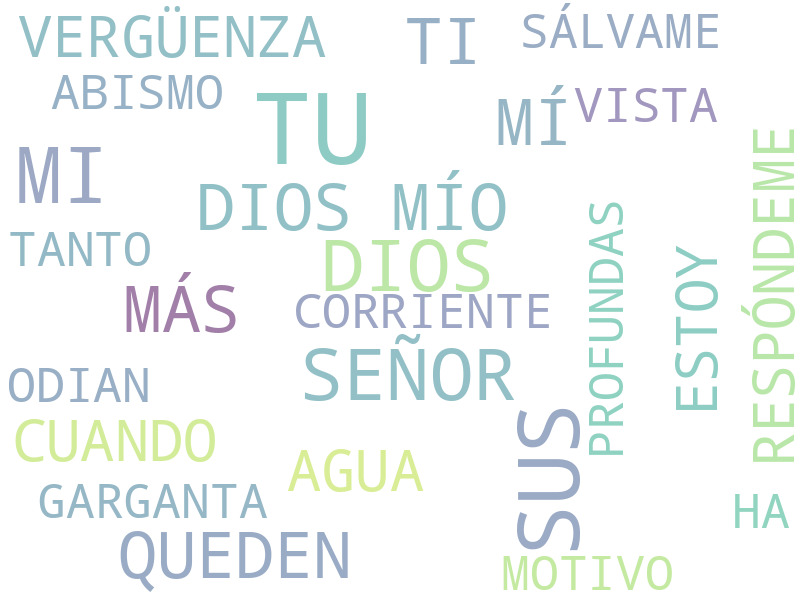 VERGÜENZA
TI
SÁLVAME
ABISMO
TU
MÍ
VISTA
MI
DIOS MÍO
TANTO
DIOS
MÁS
CORRIENTE
PROFUNDAS
ESTOY
RESPÓNDEME
SEÑOR
ODIAN
CUANDO
AGUA
SUS
GARGANTA
HA
QUEDEN
MOTIVO